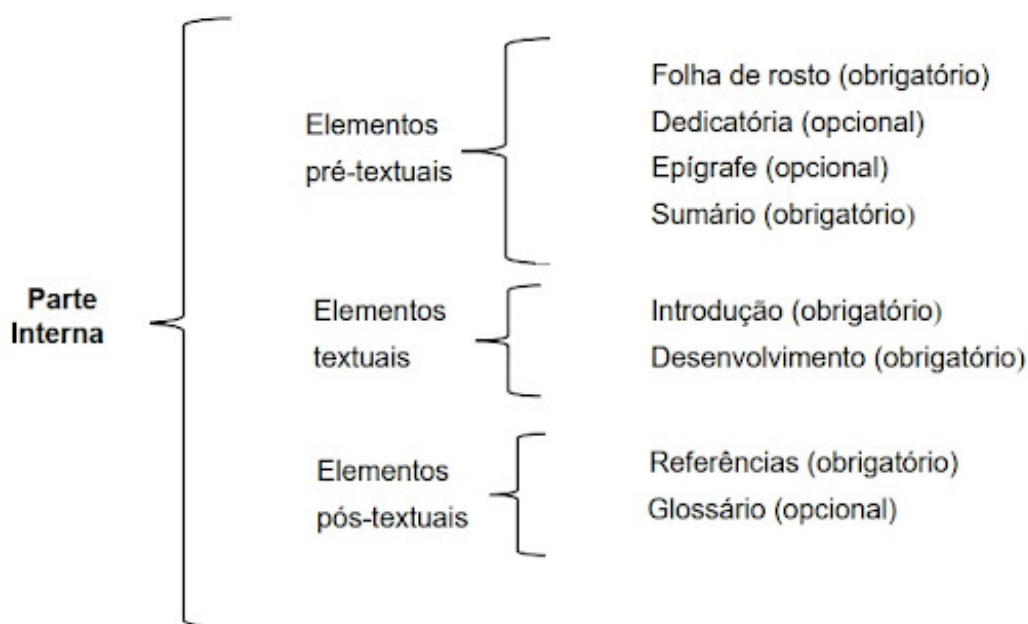 Parte
Interna
Elementos
pré-textuais
Folha de rosto (obrigatório)
Dedicatória (opcional)
Epígrafe (opcional)
Sumário (obrigatório)
Elementos
textuais
Introdução (obrigatório)
Desenvolvimento (obrigatório)
Elementos
pós-textuais
Referências (obrigatório)
Glossário (opcional)